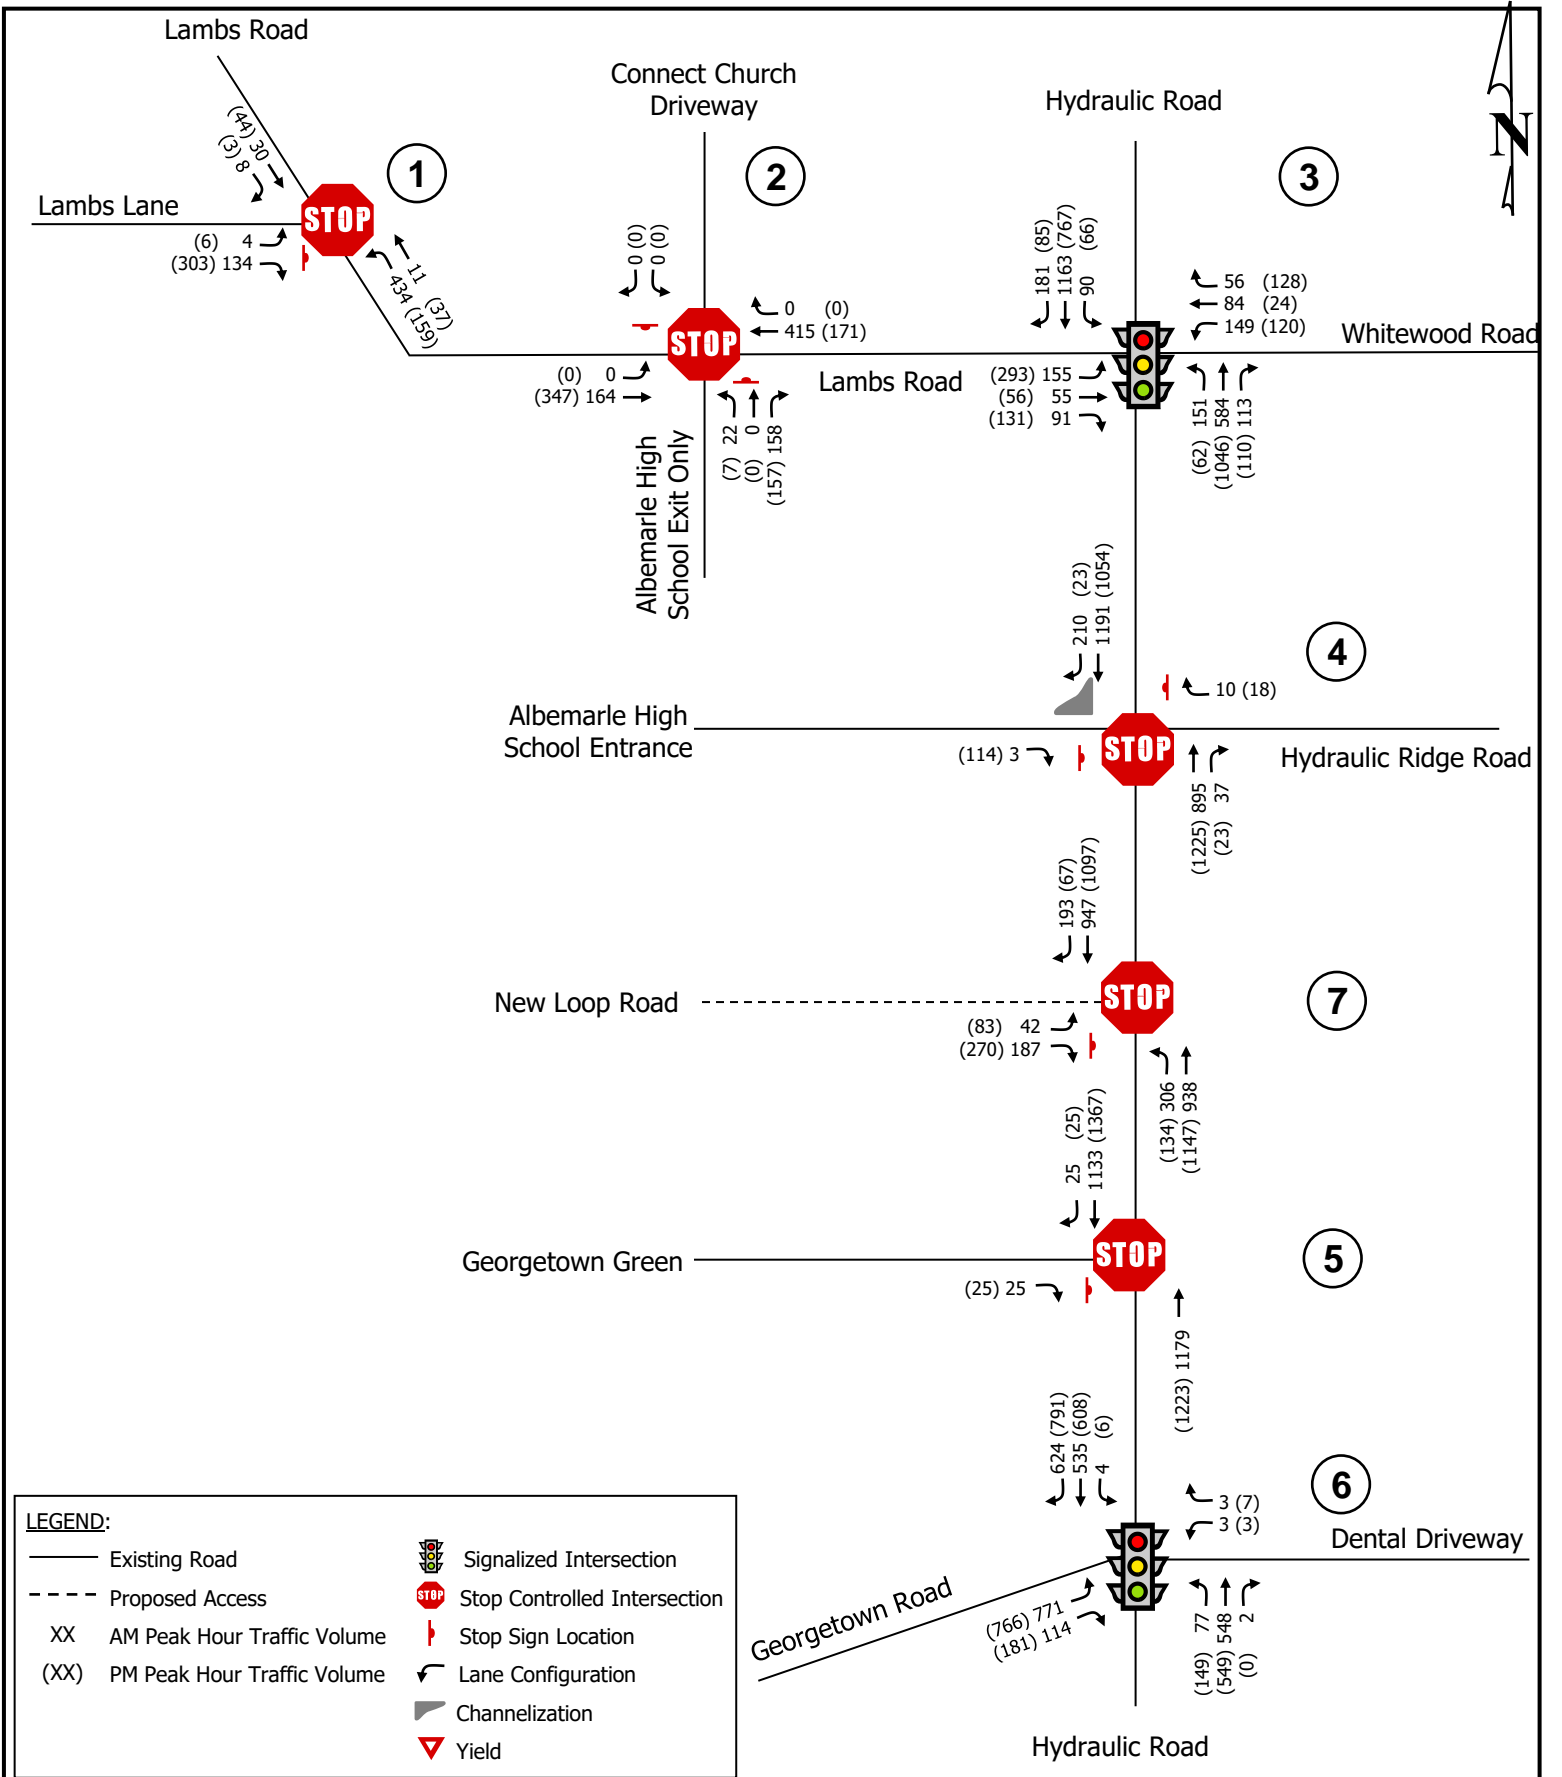 Lambs Road
Connect Church
Driveway
Hydraulic Road
N
1
2
3
(44) 30
(3) 8
Lambs Lane
STOP
(6) 4
(303) 134
11 (37)
434 (159)
0 (0)
0 (0)
0 (0)
415 (171)
STOP
(0) 0
(347) 164
Lambs Road
(7) 22
(0) 0
(157) 158
Albemarle High
School Exit Only
181 (85)
1163 (767)
90 (66)
56 (128)
84 (24)
149 (120)
Whitewood Road
(293) 155
(56) 55
(131) 91
(62) 151
(1046) 584
(110) 113
210 (23)
1191 (1054)
4
10 (18)
Albemarle High
School Entrance
STOP
(114) 3
Hydraulic Ridge Road
(1225) 895
(23) 37
193 (67)
947 (1097)
New Loop Road
STOP
7
(83) 42
(270) 187
(134) 306
(1147) 938
25 (25)
1133 (1367)
Georgetown Green
STOP
5
(25) 25
(1223) 1179
624 (791)
535 (608)
4 (6)
6
3 (7)
3 (3)
Dental Driveway
Georgetown Road
(766) 771
(181) 114
(149) 77
(549) 548
(0) 2
Hydraulic Road
LEGEND:
Existing Road
Signalized Intersection
Proposed Access
STOP Stop Controlled Intersection
XX AM Peak Hour Traffic Volume
Stop Sign Location
(XX) PM Peak Hour Traffic Volume
Lane Configuration
Channelization
Yield